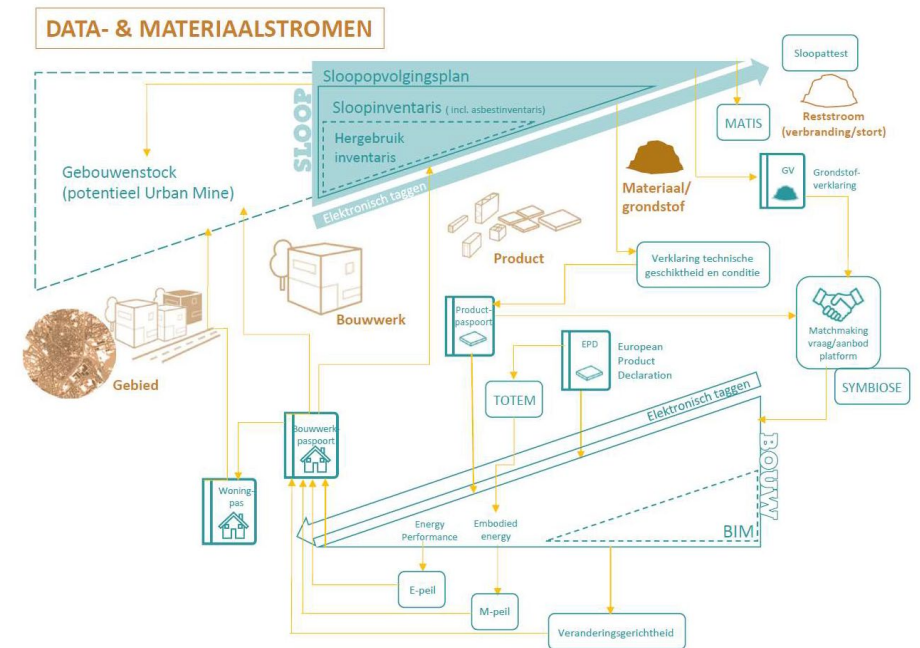 DATA- & MATERIAALSTROMEN
Sloopattest
Sloopopvolgingsplan
SLOOP
Sloopinventaris ( incl. asbestinventaris)
Hergebruik
inventaris
Elektronisch taggen
MATIS
Reststroom
(verbranding/stort)
Gebouwenstock
(potentieel Urban Mine)
Materiaal/
grondstof
GV
Grondstof-
verklaring
Product
Verklaring technische
geschiktheid en conditie
Bouwwerk
Gebied
Product-
paspoort
EPD
European
Product
Declaration
Matchmaking
vraag/aanbod
platform
SYMBIOSE
TOTEM
Elektronisch taggen
Bouwwerk
paspoort
BOUW
Woning-
pas
Energy
Performance
Embodied
energy
BIM
E-peil
M-peil
Veranderingsgerichtheid